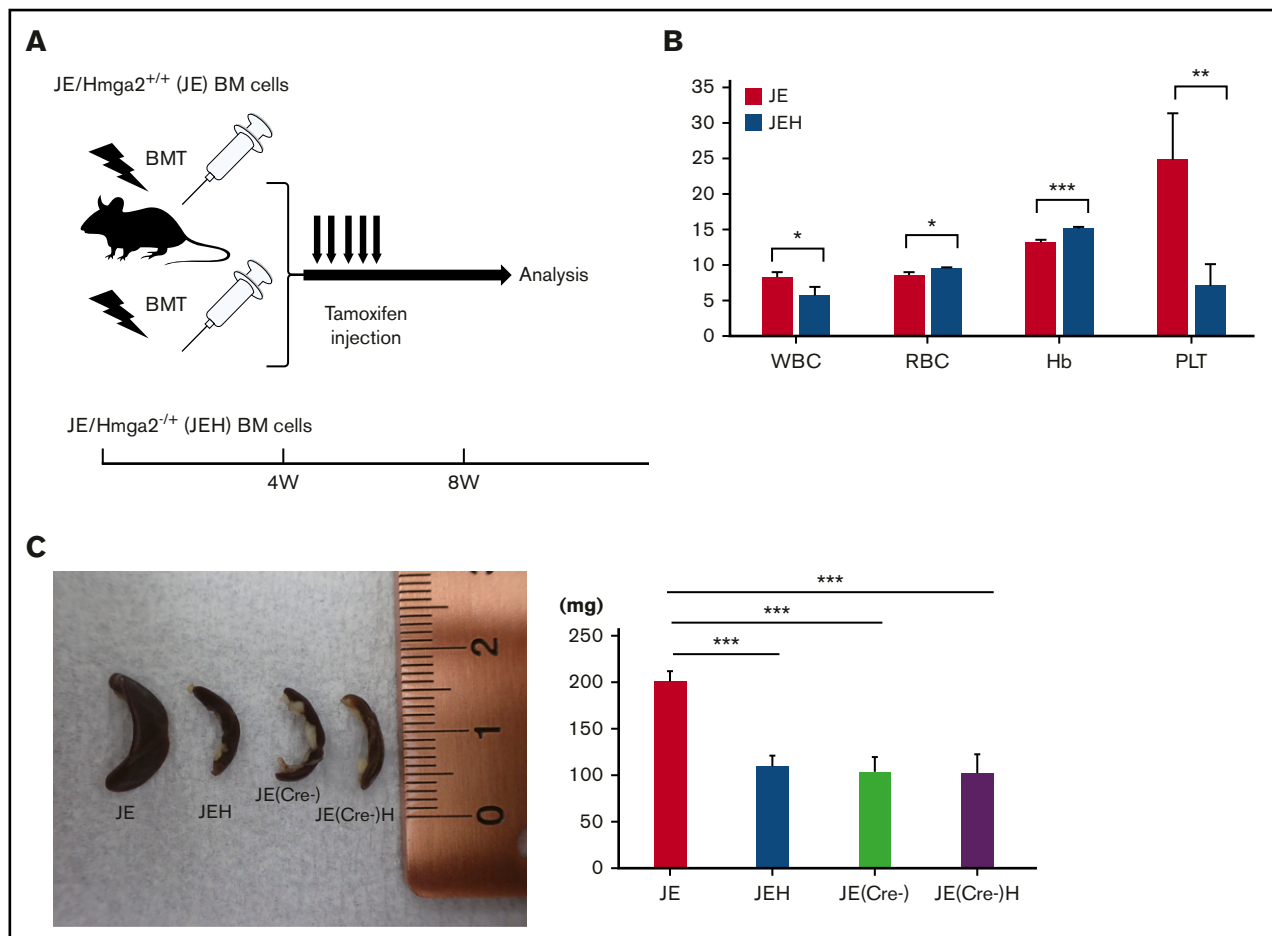 A
JE/Hmga2+/+ (JE) BM cells
BMT
BMT
Tamoxifen
injection
Analysis
JE/Hmga2-/+ (JEH) BM cells
4W
8W
B
JE
JEH
35
30
25
20
15
10
5
0
*
*
***
**
WBC
RBC
Hb
PLT
C
JE
JEH
JE(Cre-)
JE(Cre-)H
2
1
0
(mg)
250
200
150
100
50
0
***
***
***
JE
JEH
JE(Cre-)
JE(Cre-)H